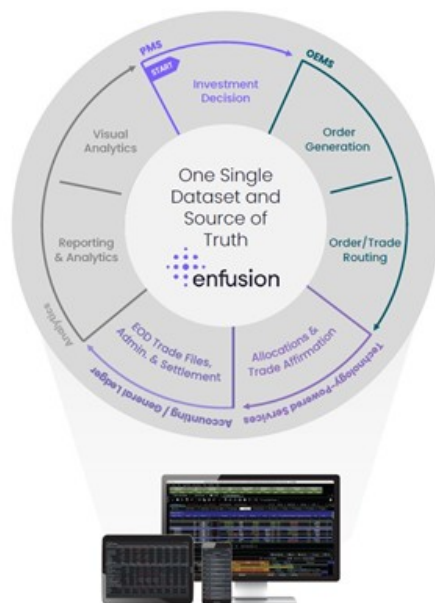 PMS
START
Investment
Decision
OEMS
Order
Generation
Order/Trade
Routing
Technology-Powered Services
Allocations &
Trade Affirmation
Accounting / General Ledger
EOD Trade Files,
Admin. & Settlement
Analytics
Reporting
& Analytics
Visual
Analytics
One Single
Dataset and
Source of
Truth
enfusion